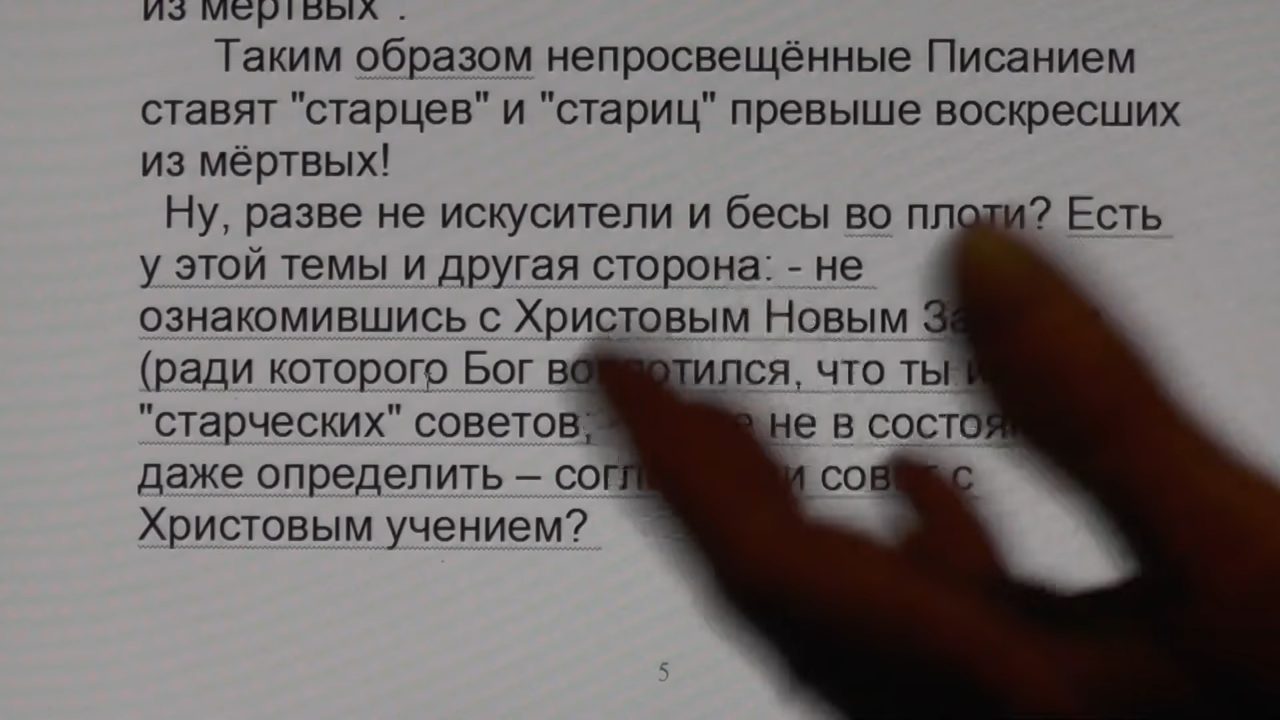 из мёртвых".
Таким образом непросвещённые Писанием
ставят "старцев" и "стариц" превыше воскресших
из мёртвых!
Ну, разве не искусители и бесы во плоти? Есть
у этой темы и другая сторона: - не
ознакомившись с Христовым Новым
(ради которого Бог воплотился, что ты
"старческих" советов; не в
даже определить – совет с
Христовым учением?
5